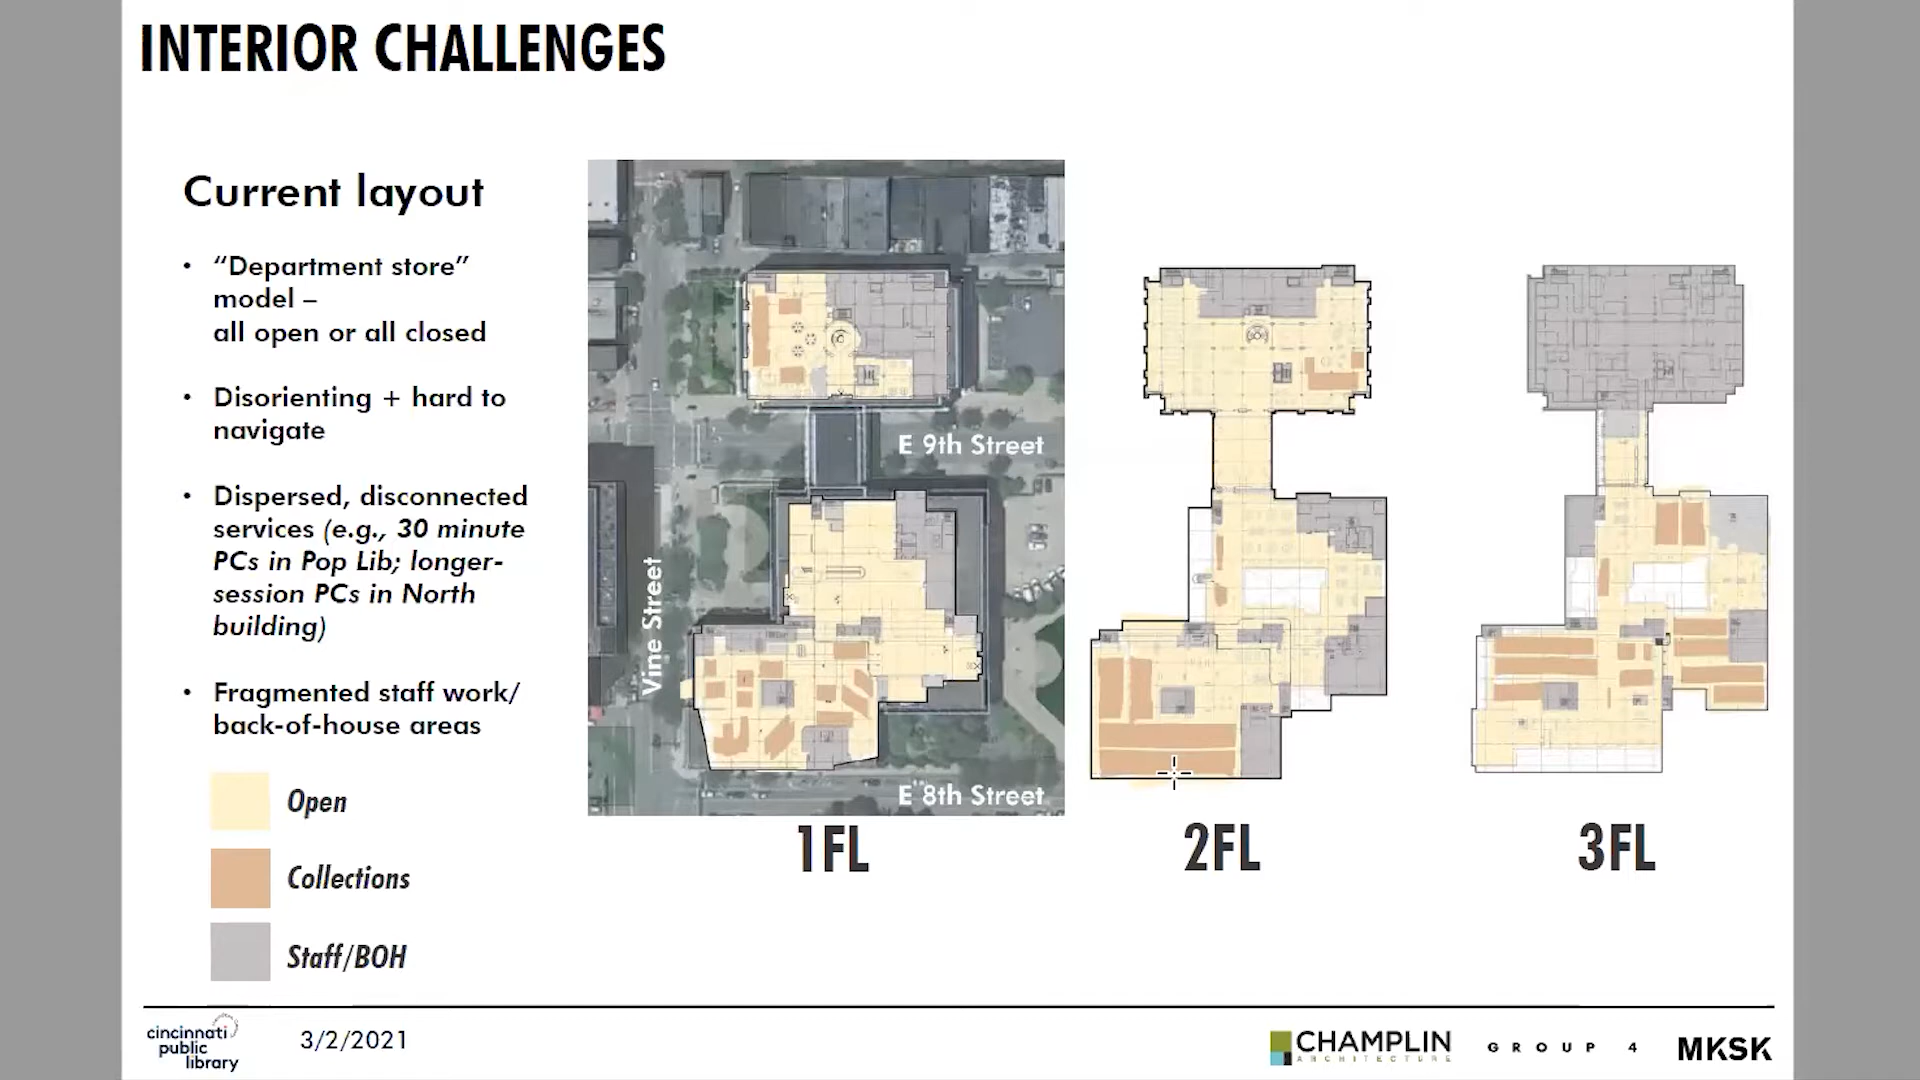 INTERIOR CHALLENGES
Current layout
• “Department store”
model –
all open or all closed
• Disorienting + hard to
navigate
• Dispersed, disconnected
services (e.g., 30 minute
PCs in Pop Lib; longer-
session PCs in North
building)
• Fragmented staff work/
back-of-house areas
Open
Collections
Staff/BOH
E 9th Street
Vine Street
E 8th Street
1FL
2FL
3FL
cincinnati
public
library
3/2/2021
CHAMPLIN
ARCHITECTURE
GROUP 4
MKSK